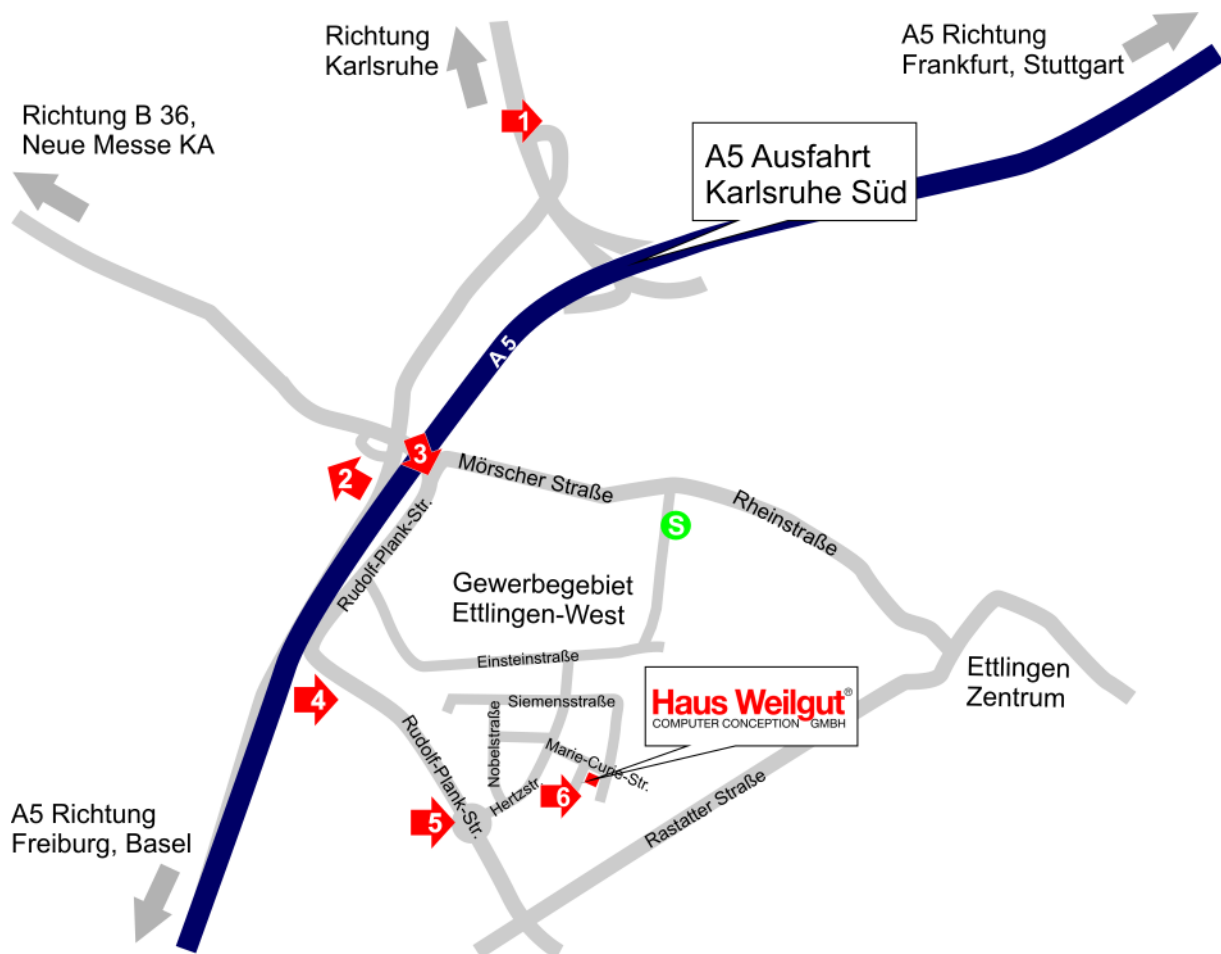 Richtung
Karlsruhe
A5 Richtung
Frankfurt, Stuttgart
Richtung B 36,
Neue Messe KA
1
A5 Ausfahrt
Karlsruhe Süd
A 5
2
3
Mörscher Straße
Rheinstraße
S
Rudolf-Plank-Str.
Gewerbegebiet
Ettlingen-West
Einsteinstraße
Ettlingen
Zentrum
4
Siemensstraße
Haus Weilgut®
COMPUTER CONCEPTION GMBH
Rudolf-Plank-Str.
Nobelstraße
Marie-Curie-Str.
Hertzstr.
6
5
Rastatter Straße
A5 Richtung
Freiburg, Basel